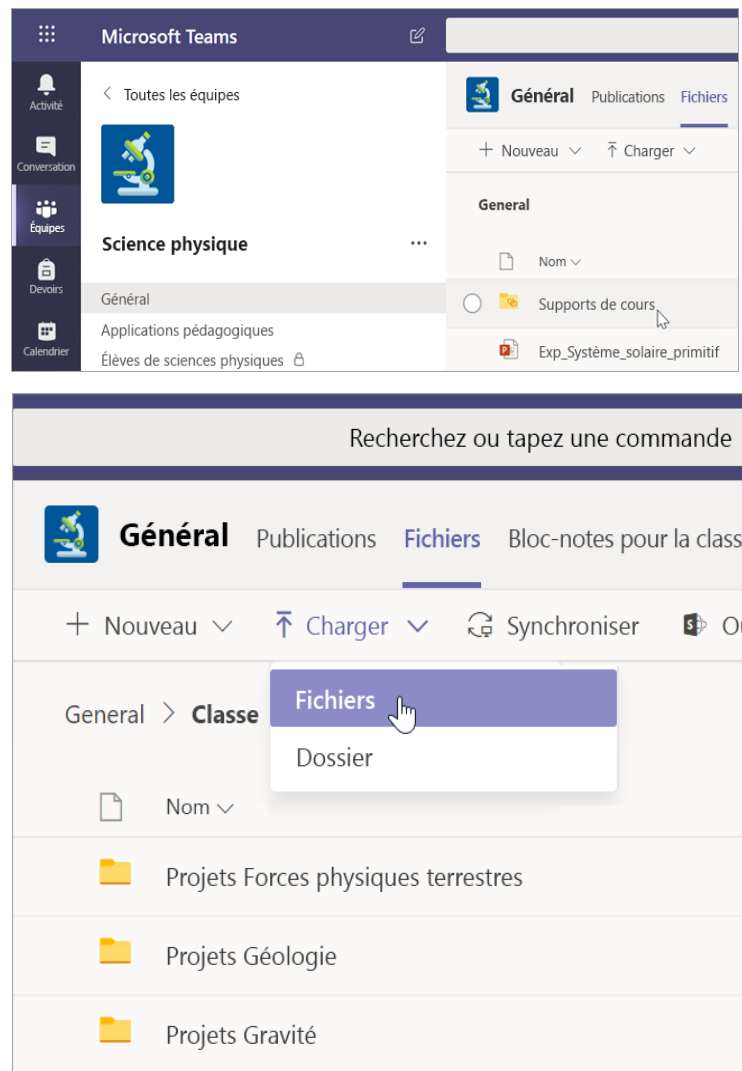 Microsoft Teams
Activité
Conversation
Équipes
Devoirs
Calendrier
Toutes les équipes
Science physique
...
Général
Applications pédagogiques
Élèves de sciences physiques
Général Publications Fichiers
Nouveau Charger
General
Nom
Supports de cours
Exp_Système_solaire_primitif
Recherchez ou tapez une commande
Général Publications Fichiers Bloc-notes pour la class
Nouveau Charger Synchroniser
General > Classe
Fichiers
Dossier
Nom
Projets Forces physiques terrestres
Projets Géologie
Projets Gravité